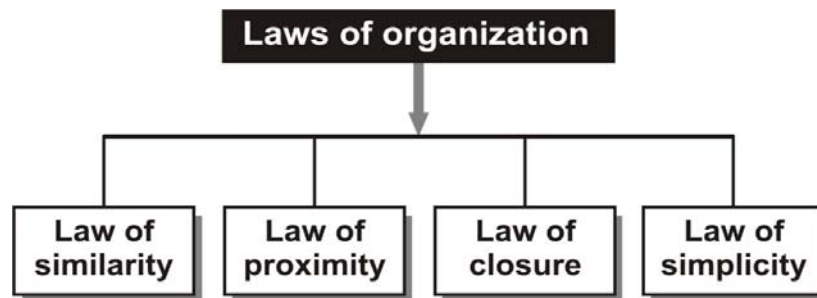 Laws of organization
Law of
similarity
Law of
proximity
Law of
closure
Law of
simplicity